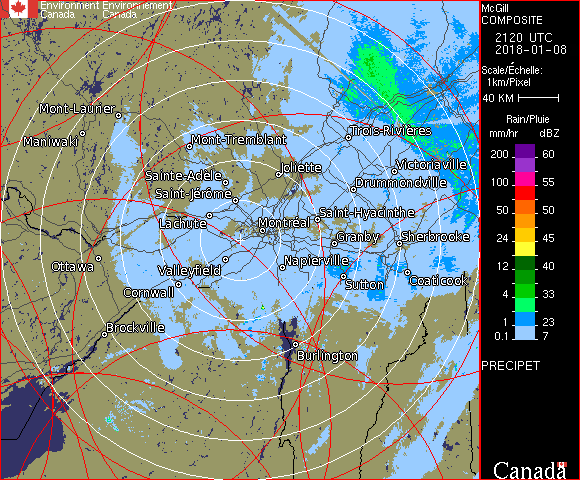 Environment Environnement
Canada Canada
McGill
COMPOSITE
2120 UTC
2018-01-08
Scale/Échelle:
1km/Pixel
40 KM
Rain/Pluie
mm/hr dBZ
200 60
100 55
50 50
24 45
12 40
4 33
1 23
0.1 7
PRECIPET
Mont-Laurier
Maniwaki
Mont-Tremblant
Trois-Rivières
Sainte-Adèle
Joliette
Victoriaville
Saint-Jérôme
Drummondville
Lachute
Saint-Hyacinthe
Montréal
Granby
Sherbrooke
Ottawa
Valleyfield
Napierville
Cornwall
Sutton
Coaticook
Brockville
Burlington
Canada